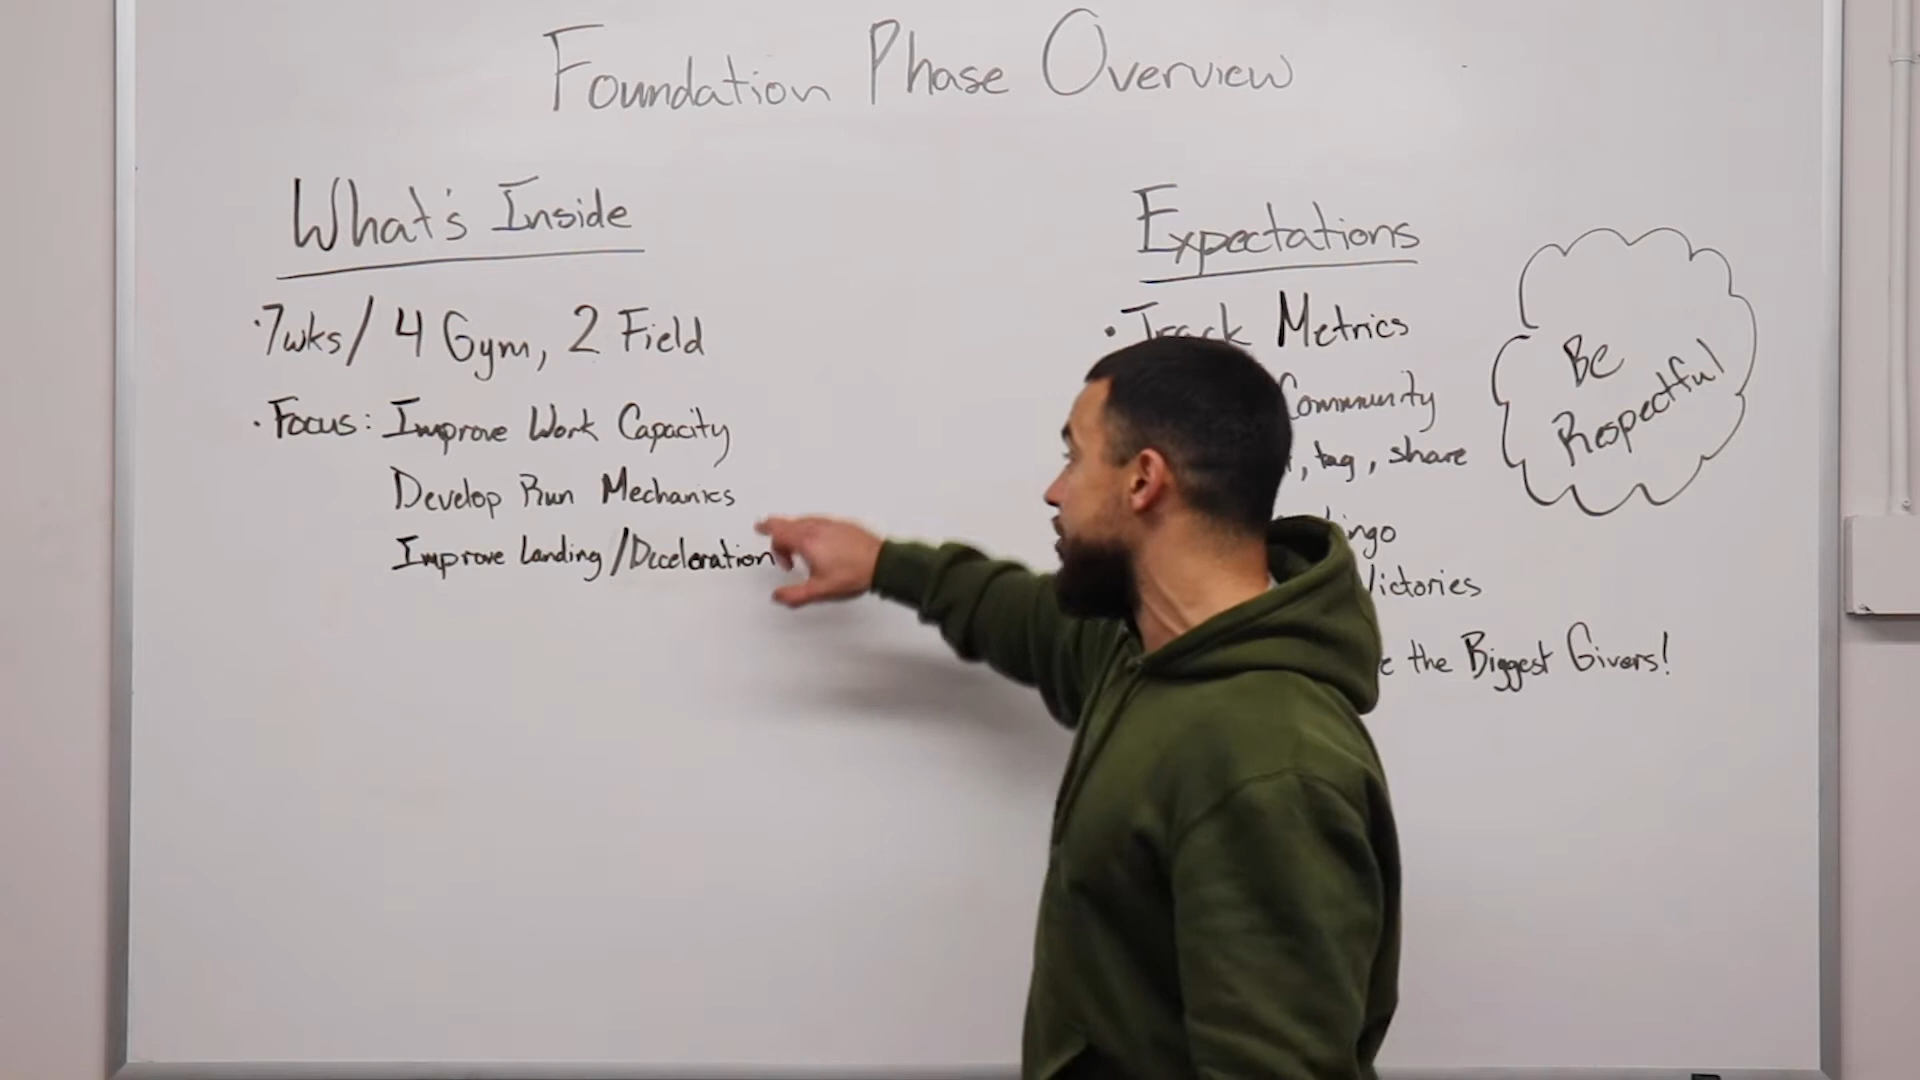 Foundation Phase Overview
What's Inside
·7wks/ 4 Gym, 2 Field
·Focus: Improve Work Capacity
Develop Run Mechanics
Improve Landing/Deceleration
Expectations
· Track Metrics
Community
, tag, share
Victories
the Biggest Givers!
Be
Respectful